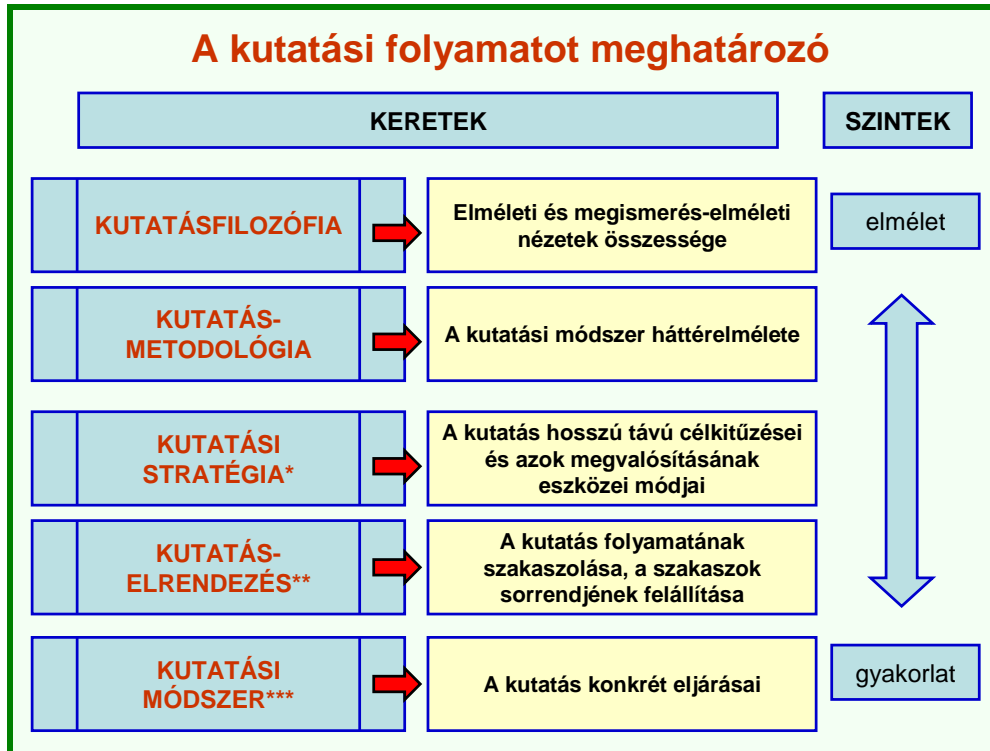 A kutatási folyamatot meghatározó
KERETEK
SZINTEK
KUTATÁSFILOZÓFIA
Elméleti és megismerés-elméleti
nézetek összessége
elmélet
KUTATÁS-
METODOLÓGIA
A kutatási módszer háttérelmélete
KUTATÁSI
STRATÉGIA*
A kutatás hosszú távú célkitűzései
és azok megvalósításának
eszközei módjai
KUTATÁS-
ELRENDEZÉS**
A kutatás folyamatának
szakaszolása, a szakaszok
sorrendjének felállítása
KUTATÁSI
MÓDSZER***
A kutatás konkrét eljárásai
gyakorlat